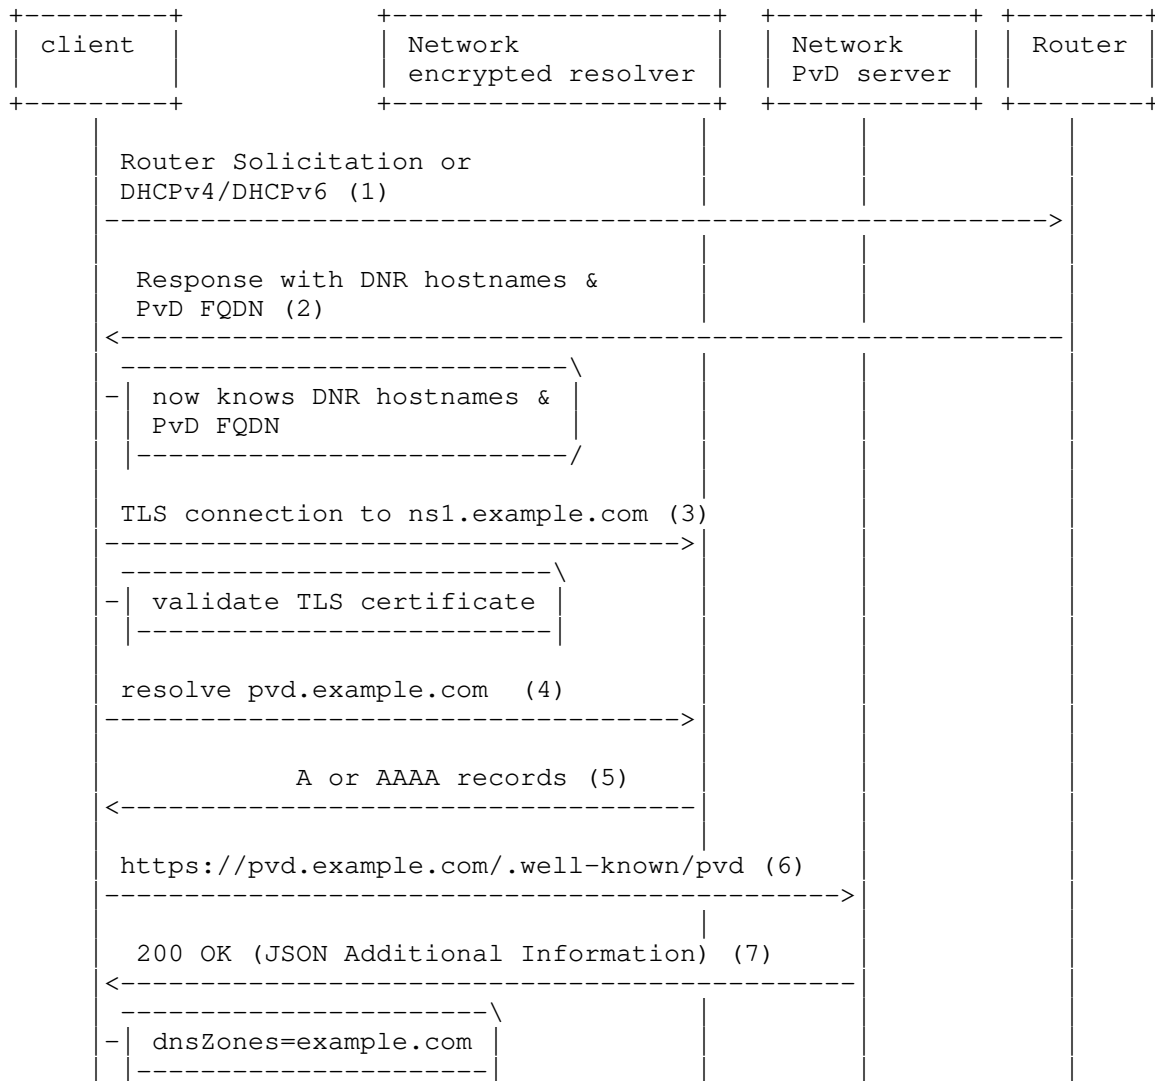 client Network Network Router
encrypted resolver PvD server
Router Solicitation or
DHCPv4/DHCPv6 (1)
Response with DNR hostnames &
PvD FQDN (2)
now knows DNR hostnames &
PvD FQDN
TLS connection to ns1.example.com (3)
validate TLS certificate
resolve pvd.example.com (4)
A or AAAA records (5)
https://pvd.example.com/.well-known/pvd (6)
200 OK (JSON Additional Information) (7)
dnsZones=example.com